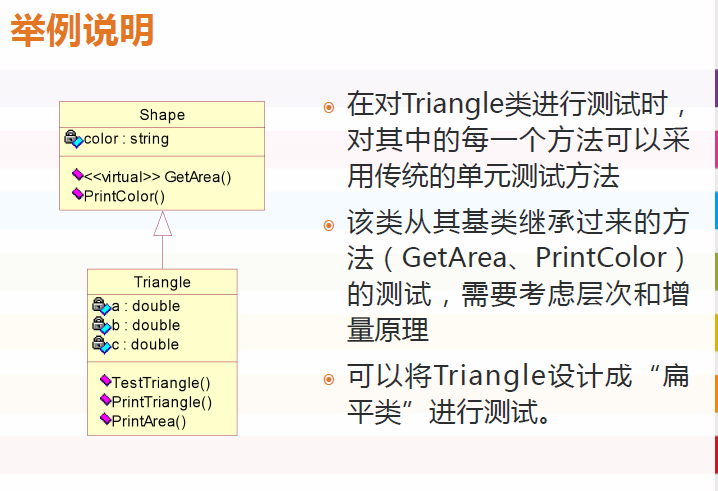 举例说明
Shape
color : string
<<virtual>> GetArea()
PrintColor()
Triangle
a : double
b : double
c : double
TestTriangle()
PrintTriangle()
PrintArea()
在对Triangle类进行测试时，
对其中的每一个方法可以采
用传统的单元测试方法
该类从其基类继承过来的方
法（GetArea、PrintColor）
的测试，需要考虑层次和增
量原理
可以将Triangle设计成“扁
平类”进行测试。